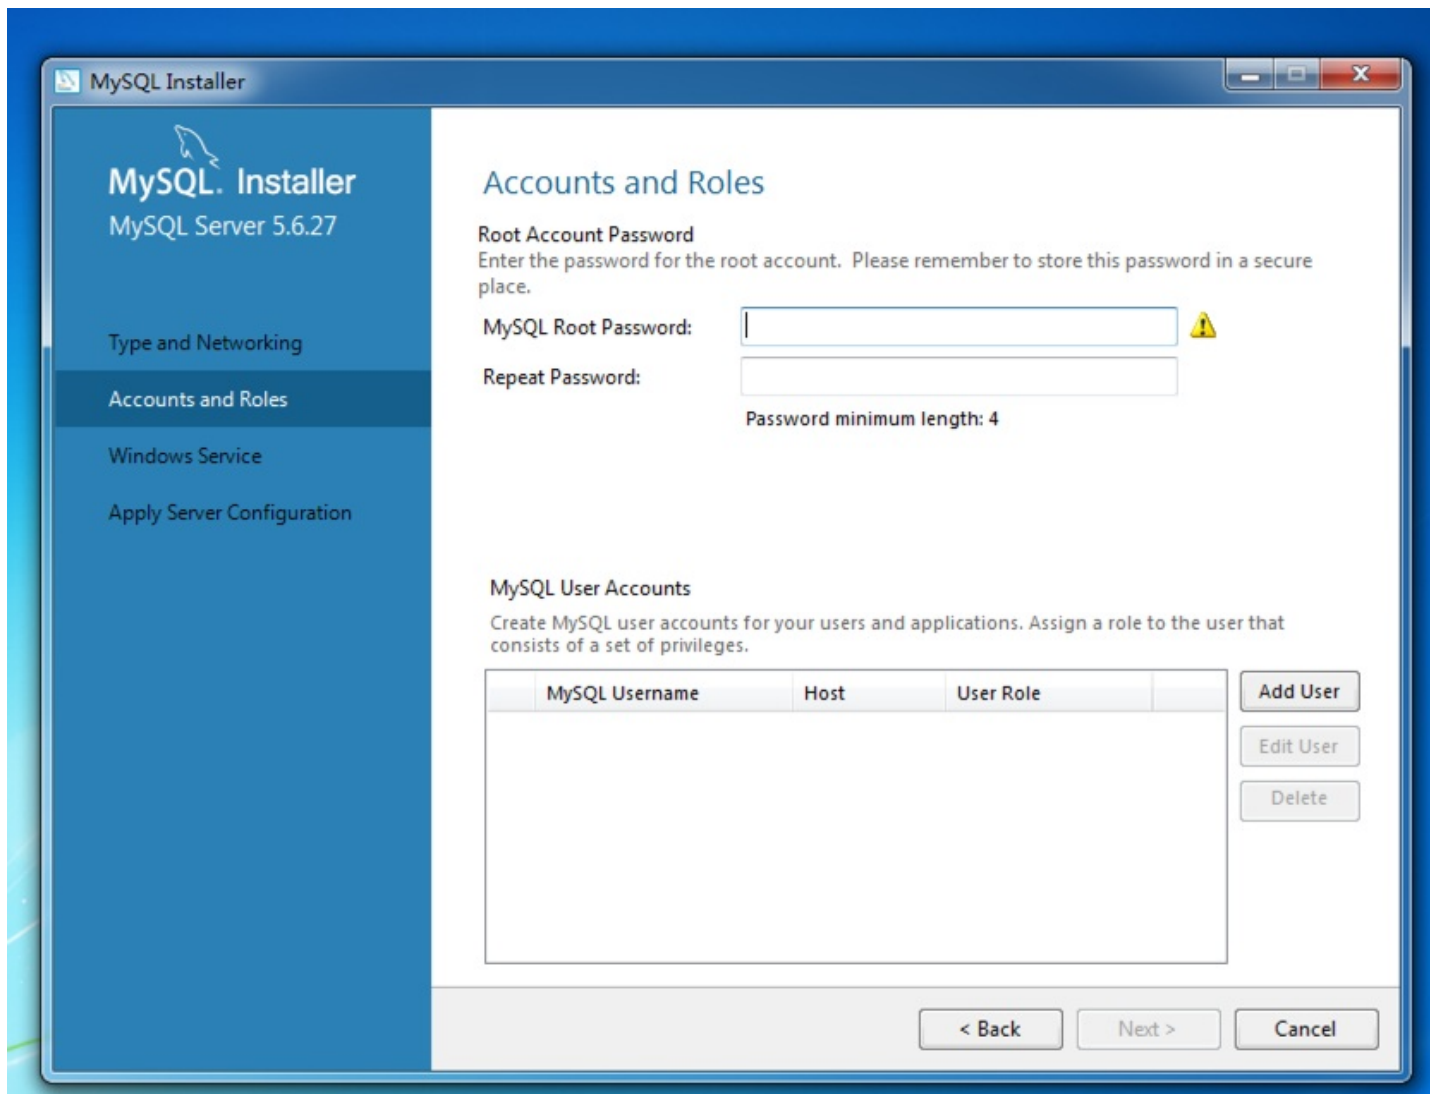 MySQL Installer
MySQL. Installer
MySQL Server 5.6.27
Type and Networking
Accounts and Roles
Windows Service
Apply Server Configuration
Accounts and Roles
Root Account Password
Enter the password for the root account.  Please remember to store this password in a secure
place.
MySQL Root Password:
Repeat Password:
Password minimum length: 4
MySQL User Accounts
Create MySQL user accounts for your users and applications. Assign a role to the user that
consists of a set of privileges.
MySQL Username Host User Role
Add User
Edit User
Delete
< Back Next > Cancel